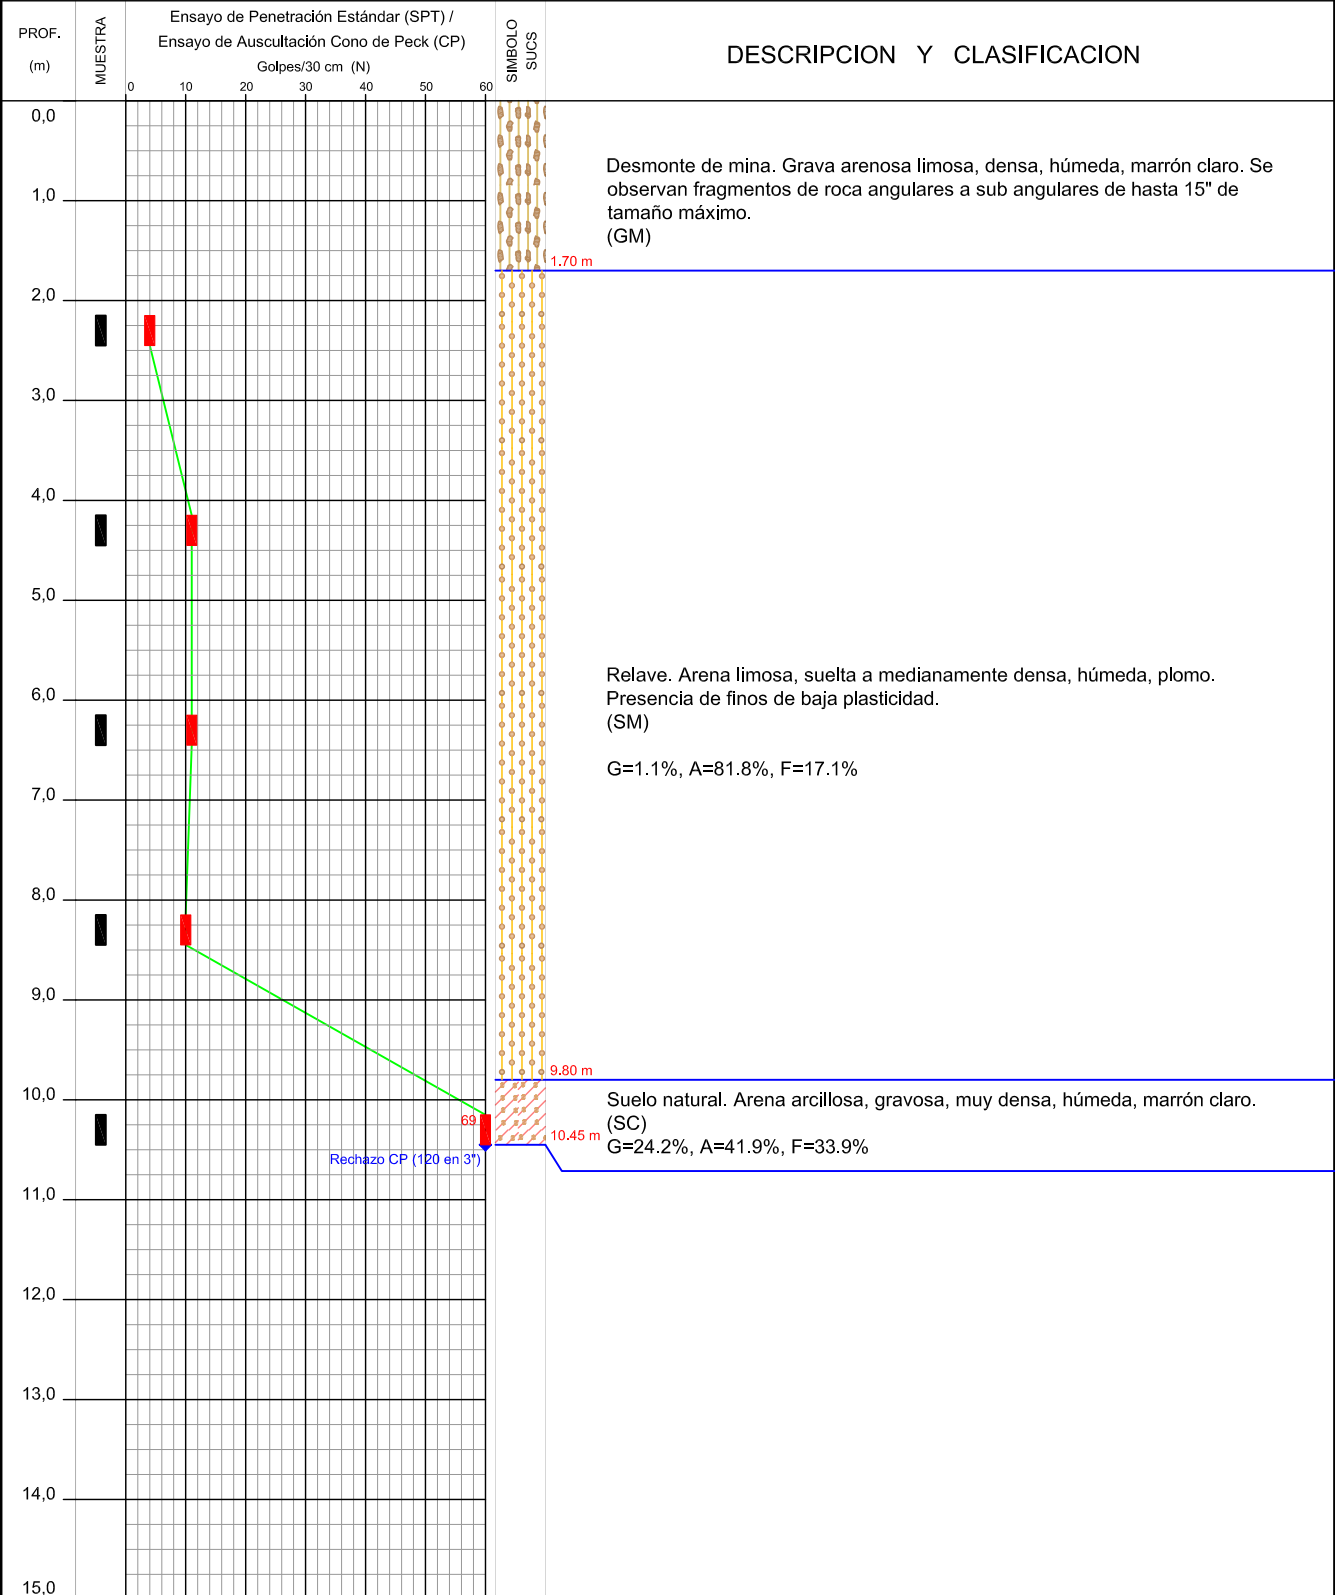 PROF.
(m)
MUESTRA
Ensayo de Penetración Estándar (SPT) /
Ensayo de Auscultación Cono de Peck (CP)
Golpes/30 cm (N)
0 10 20 30 40 50 60
SIMBOLO
SUCS
DESCRIPCION Y CLASIFICACION
0,0
Desmonte de mina. Grava arenosa limosa, densa, húmeda, marrón claro. Se
observan fragmentos de roca angulares a sub angulares de hasta 15" de
tamaño máximo.
(GM)
1,0
1.70 m
2,0
3,0
4,0
5,0
6,0
Relave. Arena limosa, suelta a medianamente densa, húmeda, plomo.
Presencia de finos de baja plasticidad.
(SM)
G=1.1%, A=81.8%, F=17.1%
7,0
8,0
9,0
9.80 m
10,0
Suelo natural. Arena arcillosa, gravosa, muy densa, húmeda, marrón claro.
(SC)
G=24.2%, A=41.9%, F=33.9%
69
10.45 m
Rechazo CP (120 en 3")
11,0
12,0
13,0
14,0
15,0